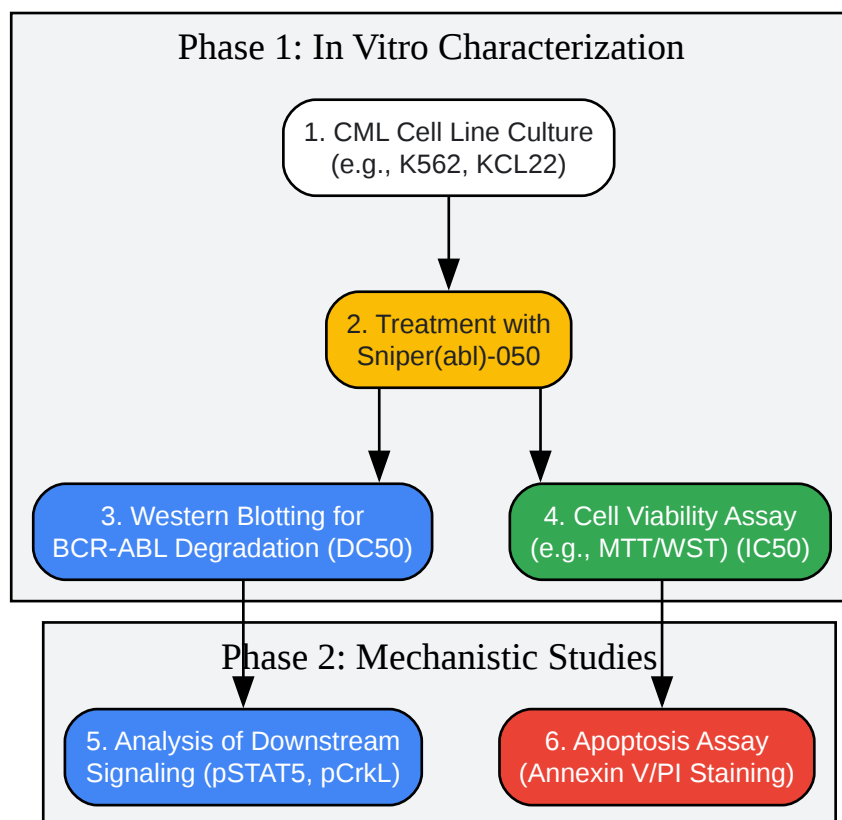 Phase 1: In Vitro Characterization
1. CML Cell Line Culture
(e.g., K562, KCL22)
2. Treatment with
Sniper(abl)-050
3. Western Blotting for
BCR-ABL Degradation (DC50)
4. Cell Viability Assay
(e.g., MTT/WST) (IC50)
Phase 2: Mechanistic Studies
5. Analysis of Downstream
Signaling (pSTAT5, pCrkL)
6. Apoptosis Assay
(Annexin V/PI Staining)